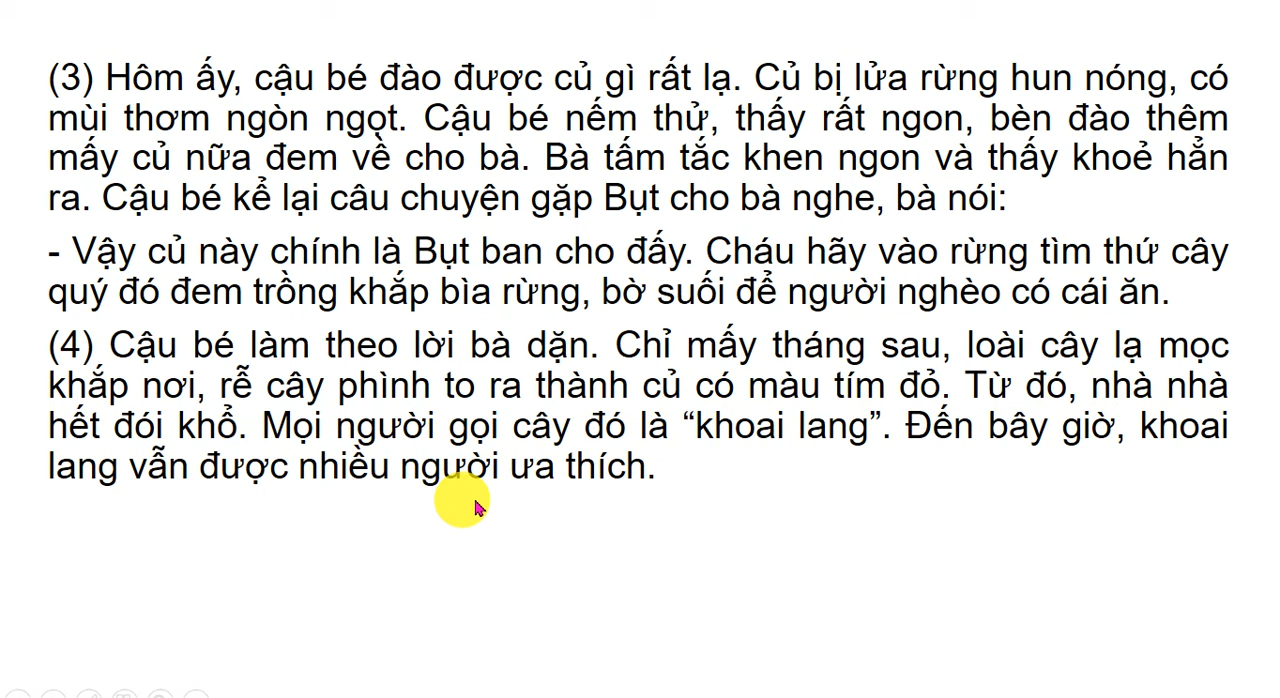 (3) Hôm ấy, cậu bé đào được củ gì rất lạ. Củ bị lửa rừng hun nóng, có
mùi thơm ngòn ngọt. Cậu bé nếm thử, thấy rất ngon, bèn đào thêm
mấy củ nữa đem về cho bà. Bà tấm tắc khen ngon và thấy khoẻ hẳn
ra. Cậu bé kể lại câu chuyện gặp Bụt cho bà nghe, bà nói:
- Vậy củ này chính là Bụt ban cho đấy. Cháu hãy vào rừng tìm thứ cây
quý đó đem trồng khắp bìa rừng, bờ suối để người nghèo có cái ăn.
(4) Cậu bé làm theo lời bà dặn. Chỉ mấy tháng sau, loài cây lạ mọc
khắp nơi, rễ cây phình to ra thành củ có màu tím đỏ. Từ đó, nhà nhà
hết đói khổ. Mọi người gọi cây đó là “khoai lang”. Đến bây giờ, khoai
lang vẫn được nhiều người ưa thích.